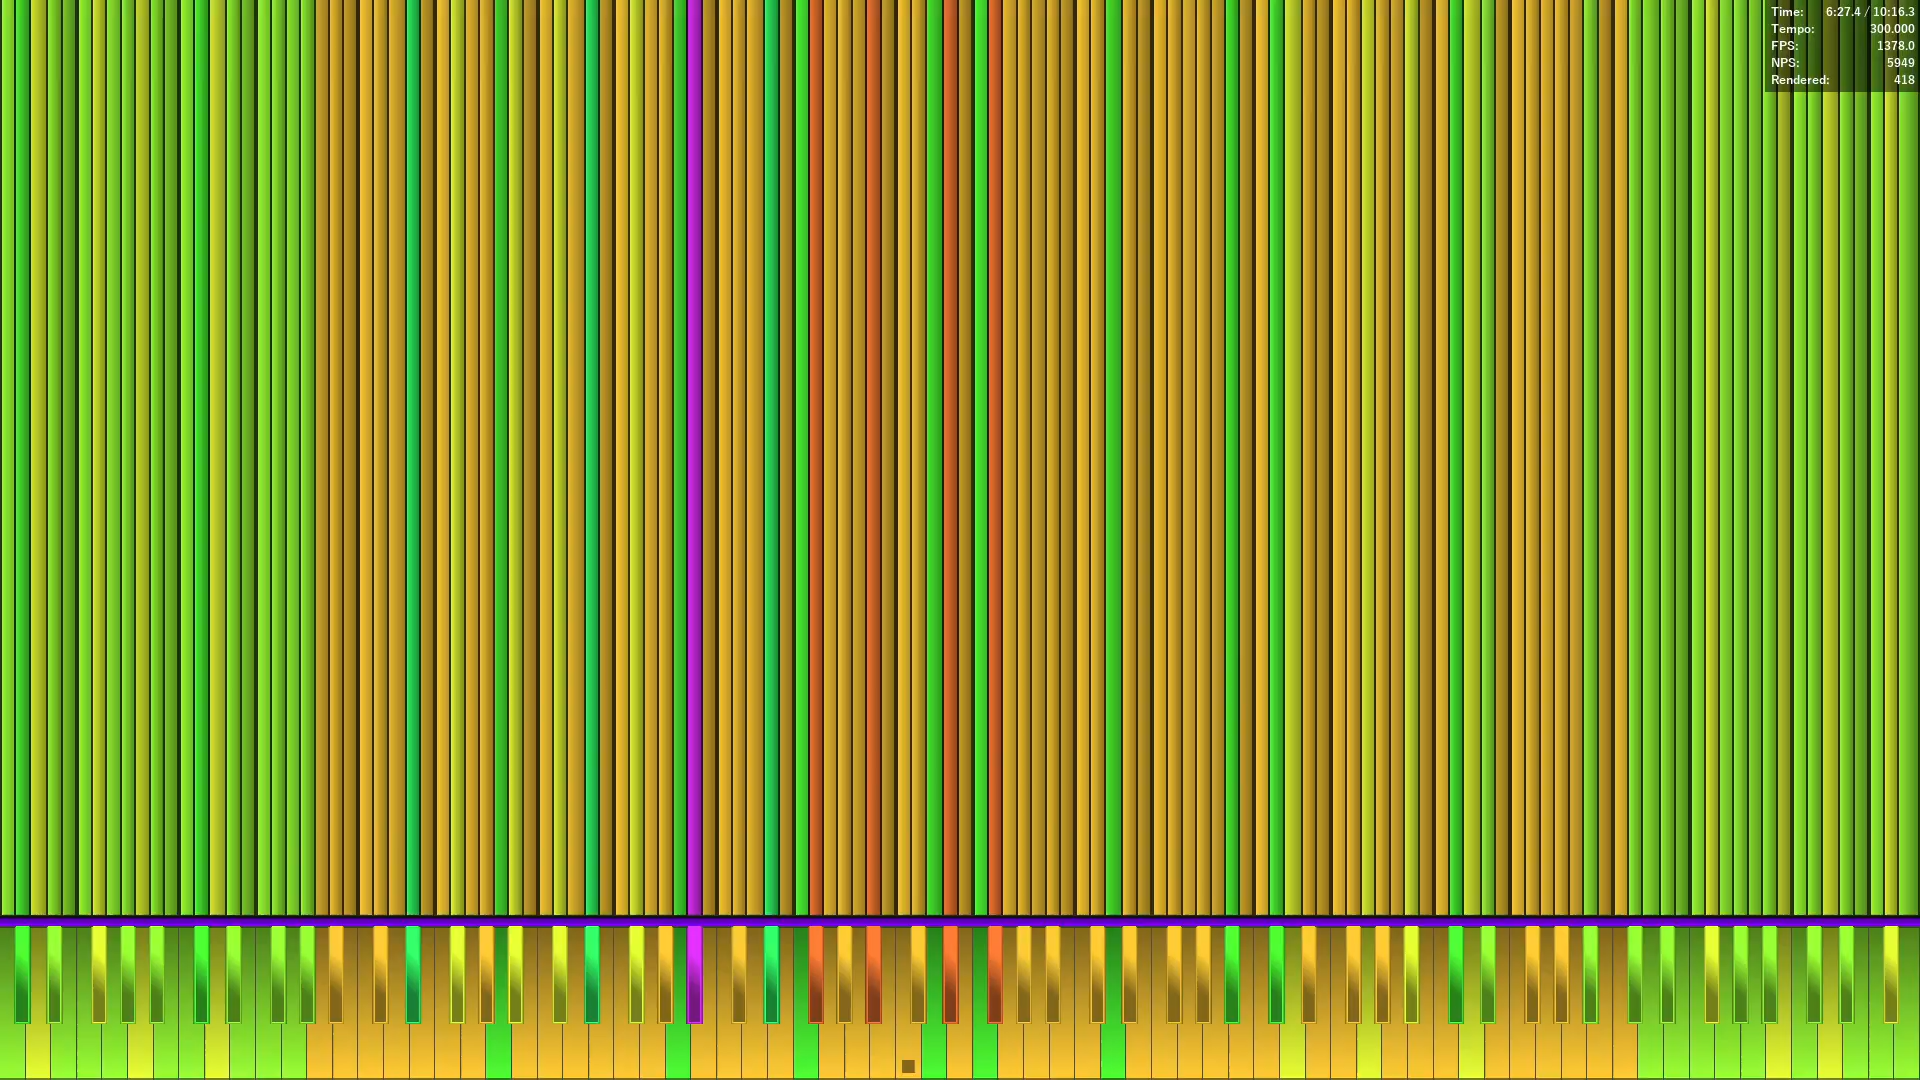 Time: 6:27.4 / 10:16.3
Tempo: 300.000
FPS: 1378.0
NPS: 5949
Rendered: 418